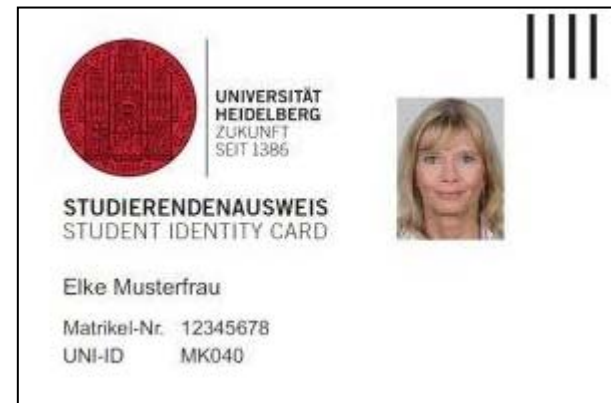 UNIVERSITÄT
HEIDELBERG
ZUKUNFT
SEIT 1386
STUDIERENDENAUSWEIS
STUDENT IDENTITY CARD
Elke Musterfrau
Matrikel-Nr. 12345678
UNI-ID MK040